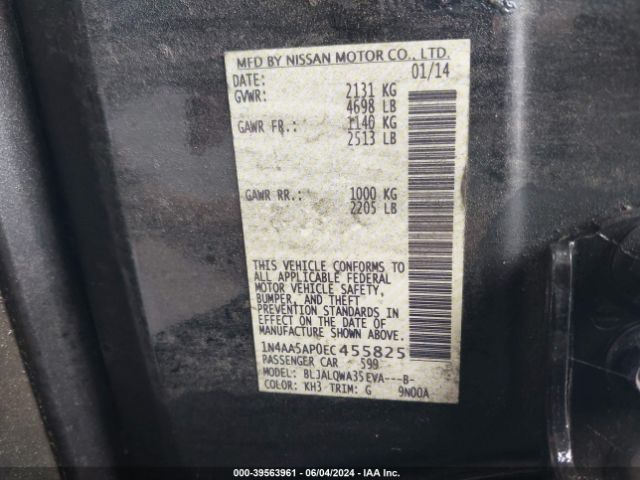 MFD BY NISSAN MOTOR CO., LTD.
DATE: 01/14
GVWR: 2131 KG
4698 LB
GAWR FR.: 1140 KG
2513 LB
GAWR RR.: 1000 KG
2205 LB
THIS VEHICLE CONFORMS TO
ALL APPLICABLE FEDERAL
MOTOR VEHICLE SAFETY,
BUMPER, AND THEFT
PREVENTION STANDARDS IN
EFFECT ON THE DATE OF
MANUFACTURE SHOWN ABOVE.
1N4AA5AP0EC455825
PASSENGER CAR 599
MODEL: BLJALQWA35EVA---B-
COLOR: KH3 TRIM: G 9N00A
000-39563961 - 06/04/2024 - IAA Inc.